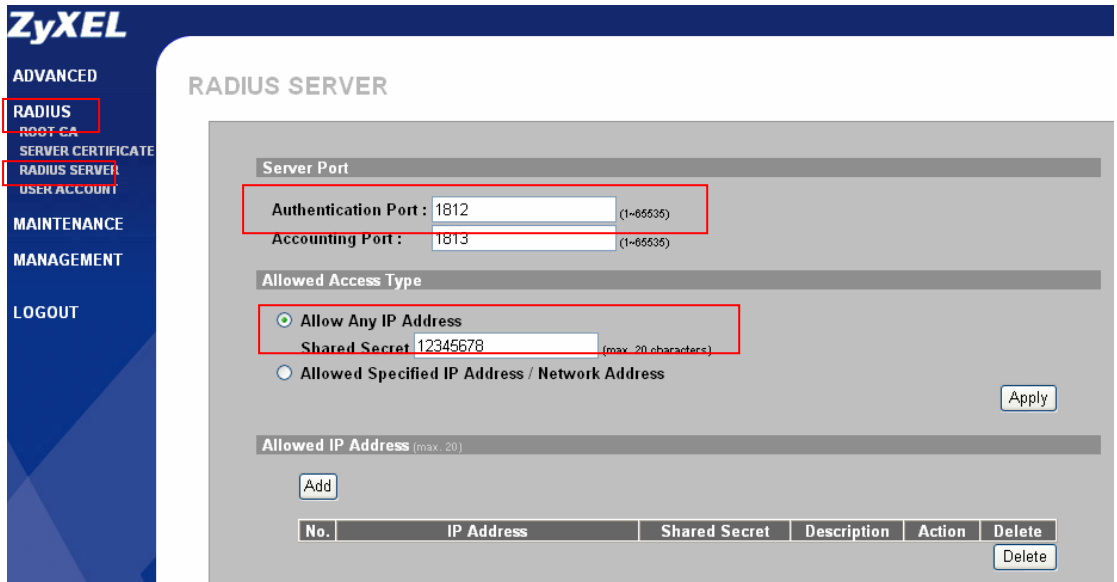 ZyXEL
ADVANCED
RADIUS
ROOT CA
SERVER CERTIFICATE
RADIUS SERVER
USER ACCOUNT
MAINTENANCE
MANAGEMENT
LOGOUT
RADIUS SERVER
Server Port
Authentication Port : 1812 (1~65535)
Accounting Port : 1813 (1~65535)
Allowed Access Type
Allow Any IP Address
Shared Secret 12345678 (max. 20 characters)
Allowed Specified IP Address / Network Address
Apply
Allowed IP Address (max. 20)
Add
No. IP Address Shared Secret Description Action Delete
Delete